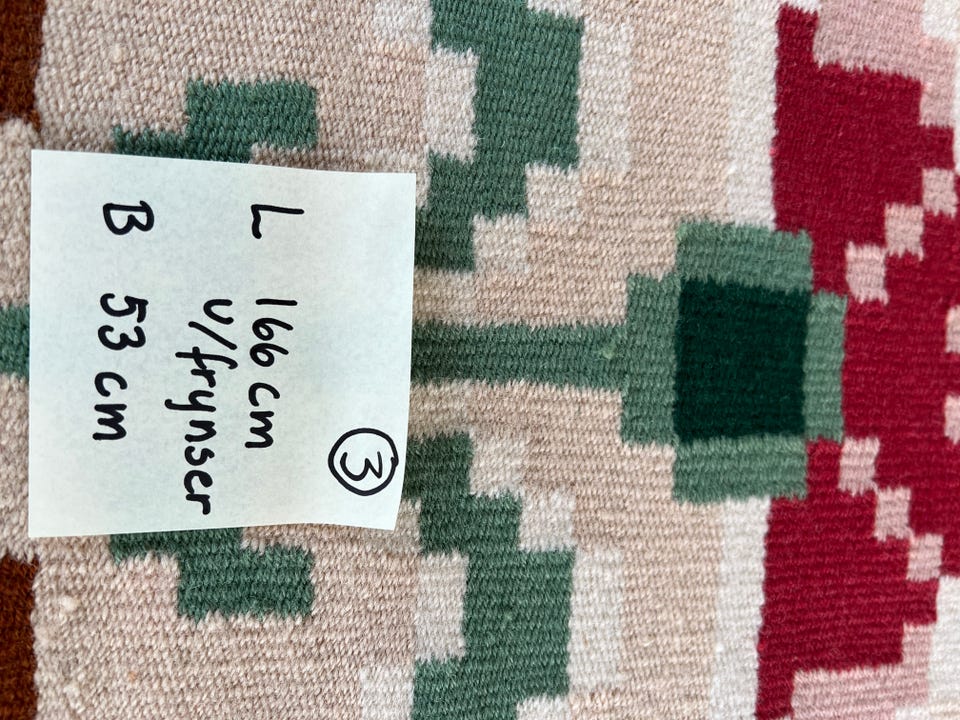 ③
L 166 cm
u/frynser
B 53 cm